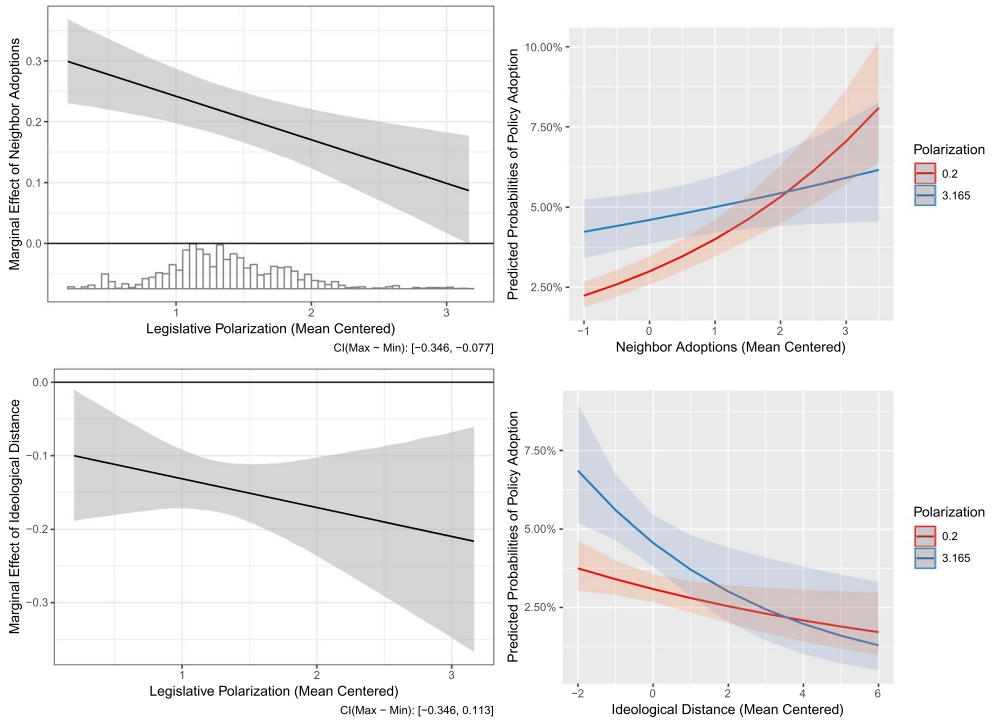 Marginal Effect of Neighbor Adoptions
0.3
0.2
0.1
0.0
1
2
3
Legislative Polarization (Mean Centered)
CI(Max − Min): [−0.346, −0.077]
Predicted Probabilities of Policy Adoption
10.00%
7.50%
5.00%
2.50%
−1
0
1
2
3
Neighbor Adoptions (Mean Centered)
Polarization
0.2
3.165
Marginal Effect of Ideological Distance
0.0
−0.1
−0.2
−0.3
1
2
3
Legislative Polarization (Mean Centered)
CI(Max − Min): [−0.346, 0.113]
Predicted Probabilities of Policy Adoption
7.50%
5.00%
2.50%
−2
0
2
4
6
Ideological Distance (Mean Centered)
Polarization
0.2
3.165